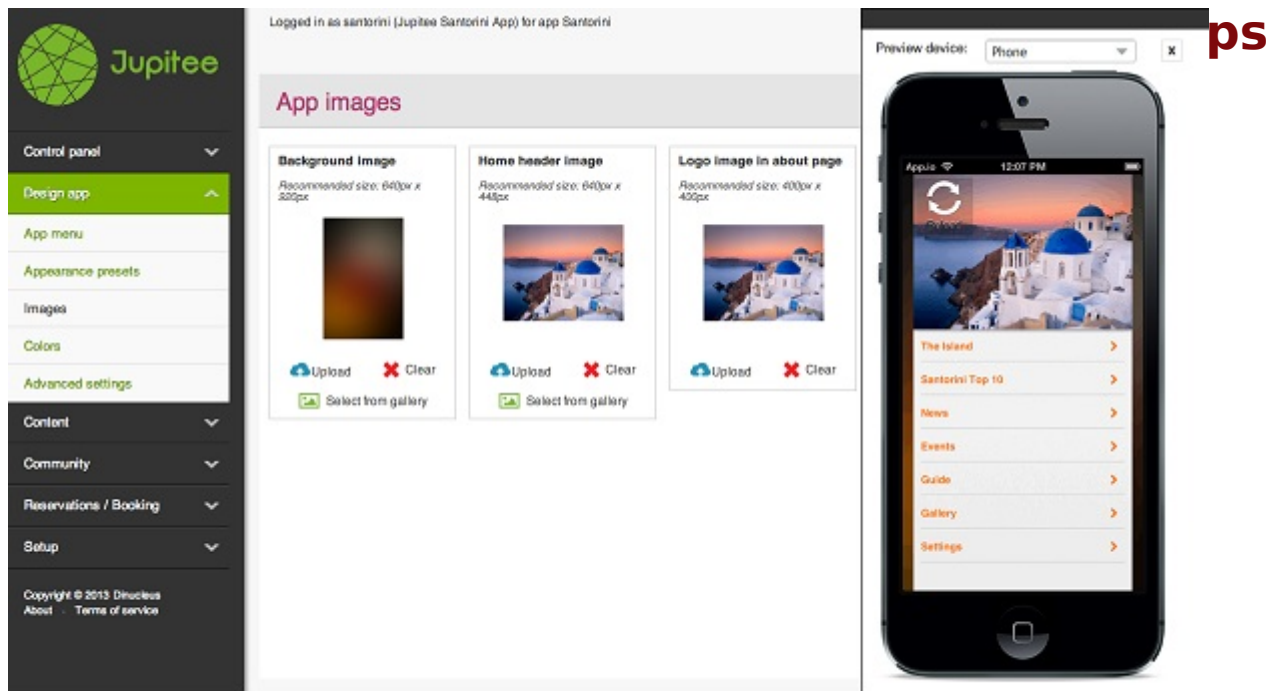 Jupitee
Control panel
Design app
App menu
Appearance presets
Images
Colors
Advanced settings
Content
Community
Reservations / Booking
Setup
Copyright © 2013 Dinucleus
About - Terms of service
Logged in as santorini (Jupitee Santorini App) for app Santorini
App images
Background image
Recommended size: 640px x
920px
Upload Clear
Select from gallery
Home header image
Recommended size: 640px x
448px
Upload Clear
Select from gallery
Logo image in about page
Recommended size: 400px x
400px
Upload Clear
Preview device: Phone x
ps
App.io 12:07 PM
Reload
The Island
Santorini Top 10
News
Events
Guide
Gallery
Settings